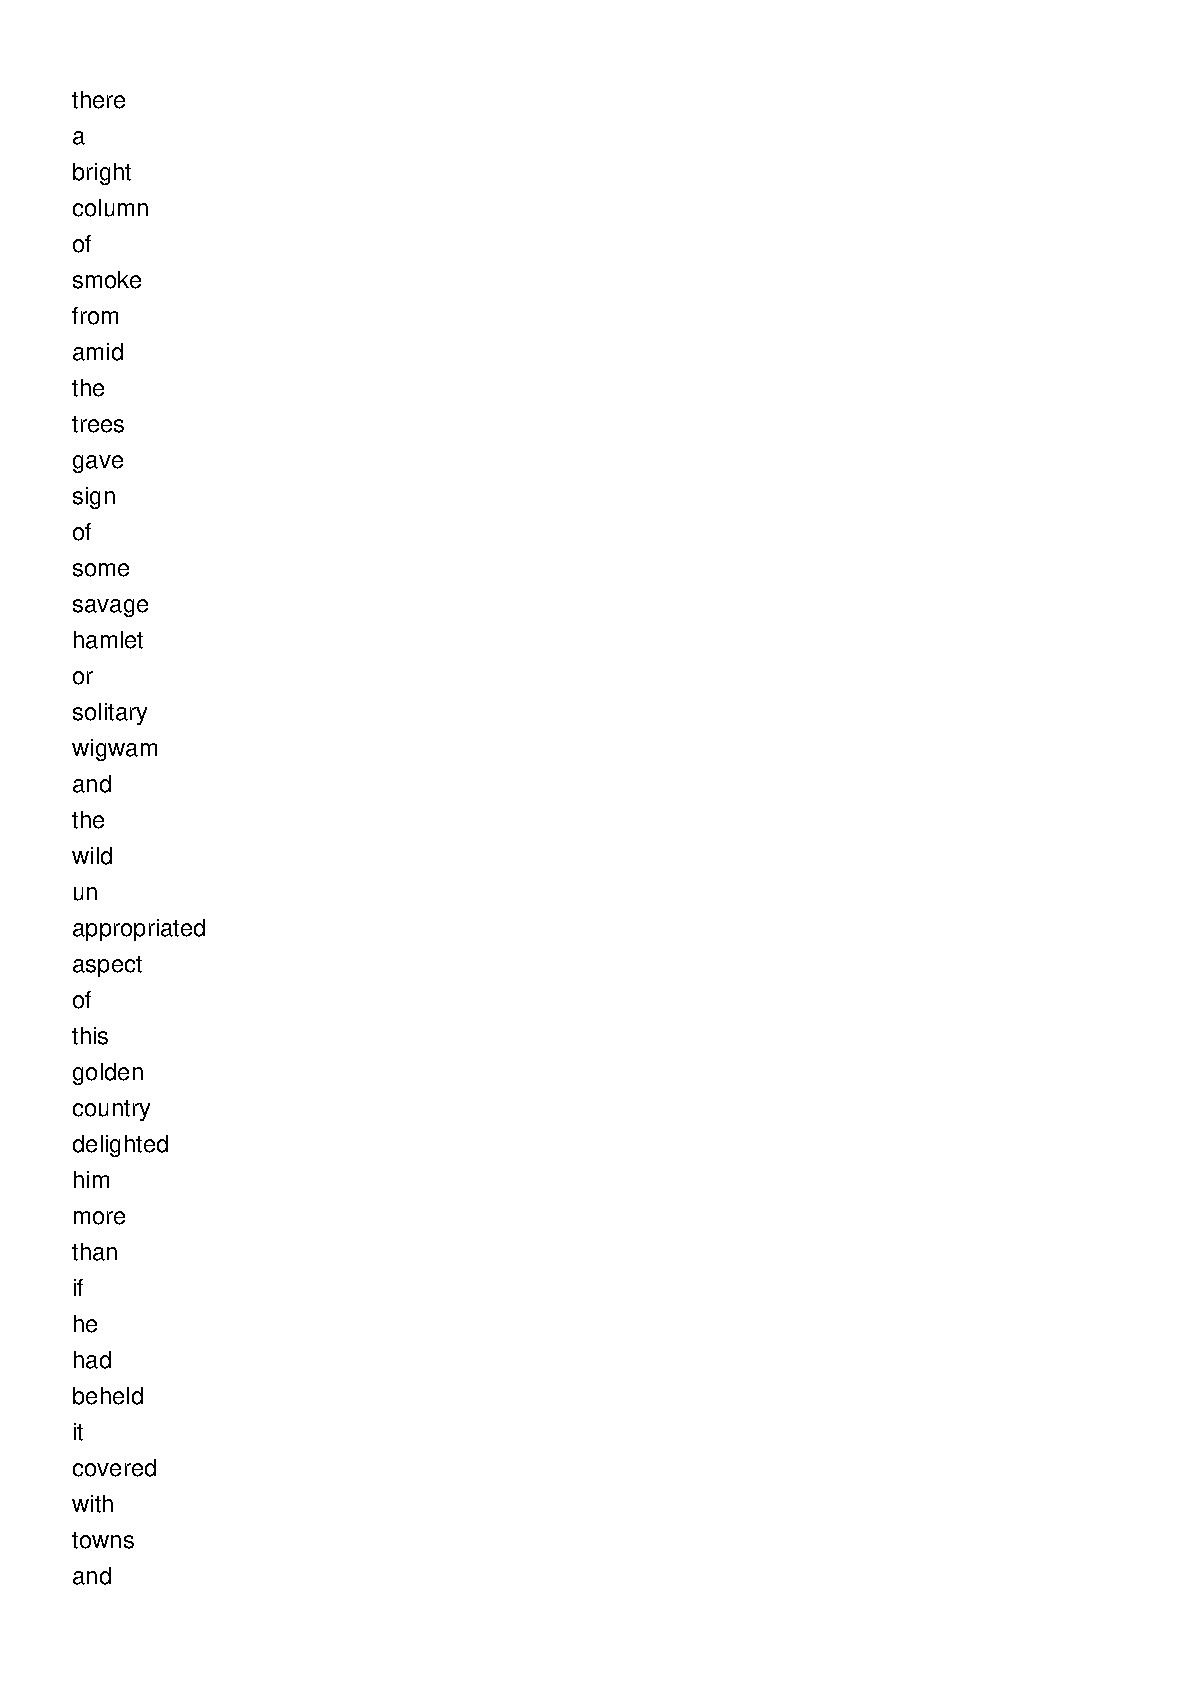 there
a
bright
column
of
smoke
from
amid
the
trees
gave
sign
of
some
savage
hamlet
or
solitary
wigwam
and
the
wild
un
appropriated
aspect
of
this
golden
country
delighted
him
more
than
if
he
had
beheld
it
covered
with
towns
and